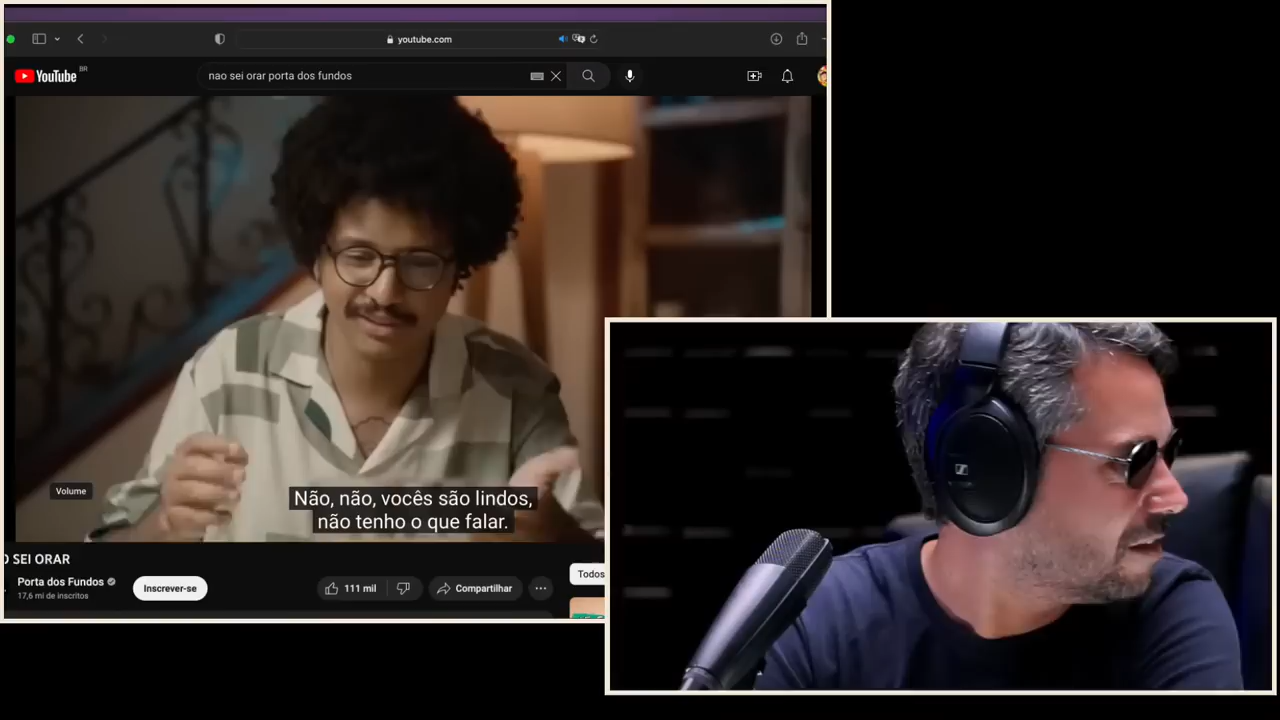 youtube.com
YouTube BR
nao sei orar porta dos fundos
Volume
Não, não, vocês são lindos,
não tenho o que falar.
O SEI ORAR
Porta dos Fundos
17,6 mi de inscritos
Inscrever-se
111 mil
Compartilhar
Todos